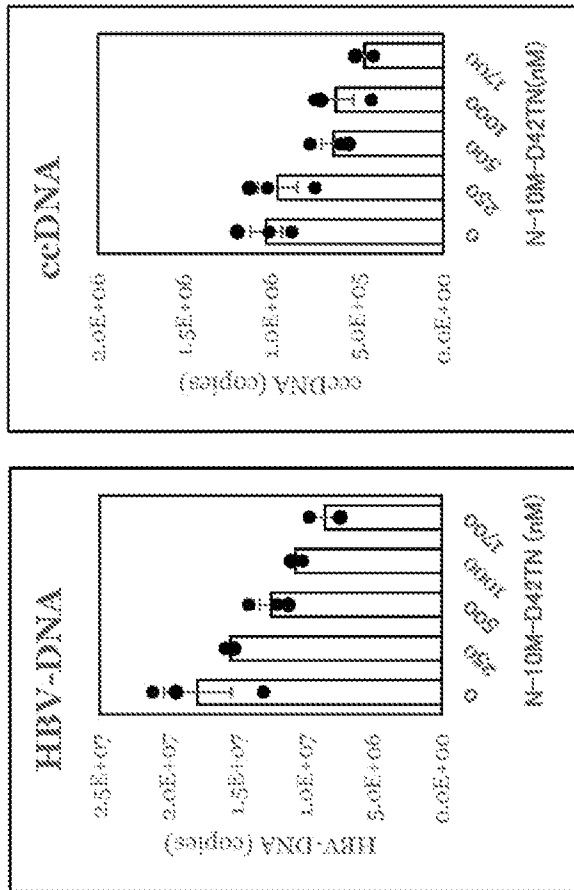 HBV-DNA
HBV-DNA (copies)
2.5E+07
2.0E+07
1.5E+07
1.0E+07
5.0E+06
0.0E+00
0 250 500 1000 1700
N-10M-D42TN (nM)
ccDNA
cccDNA (copies)
2.0E+06
1.5E+06
1.0E+06
5.0E+05
0.0E+00
0 250 500 1000 1700
N-10M-D42TN(nM)